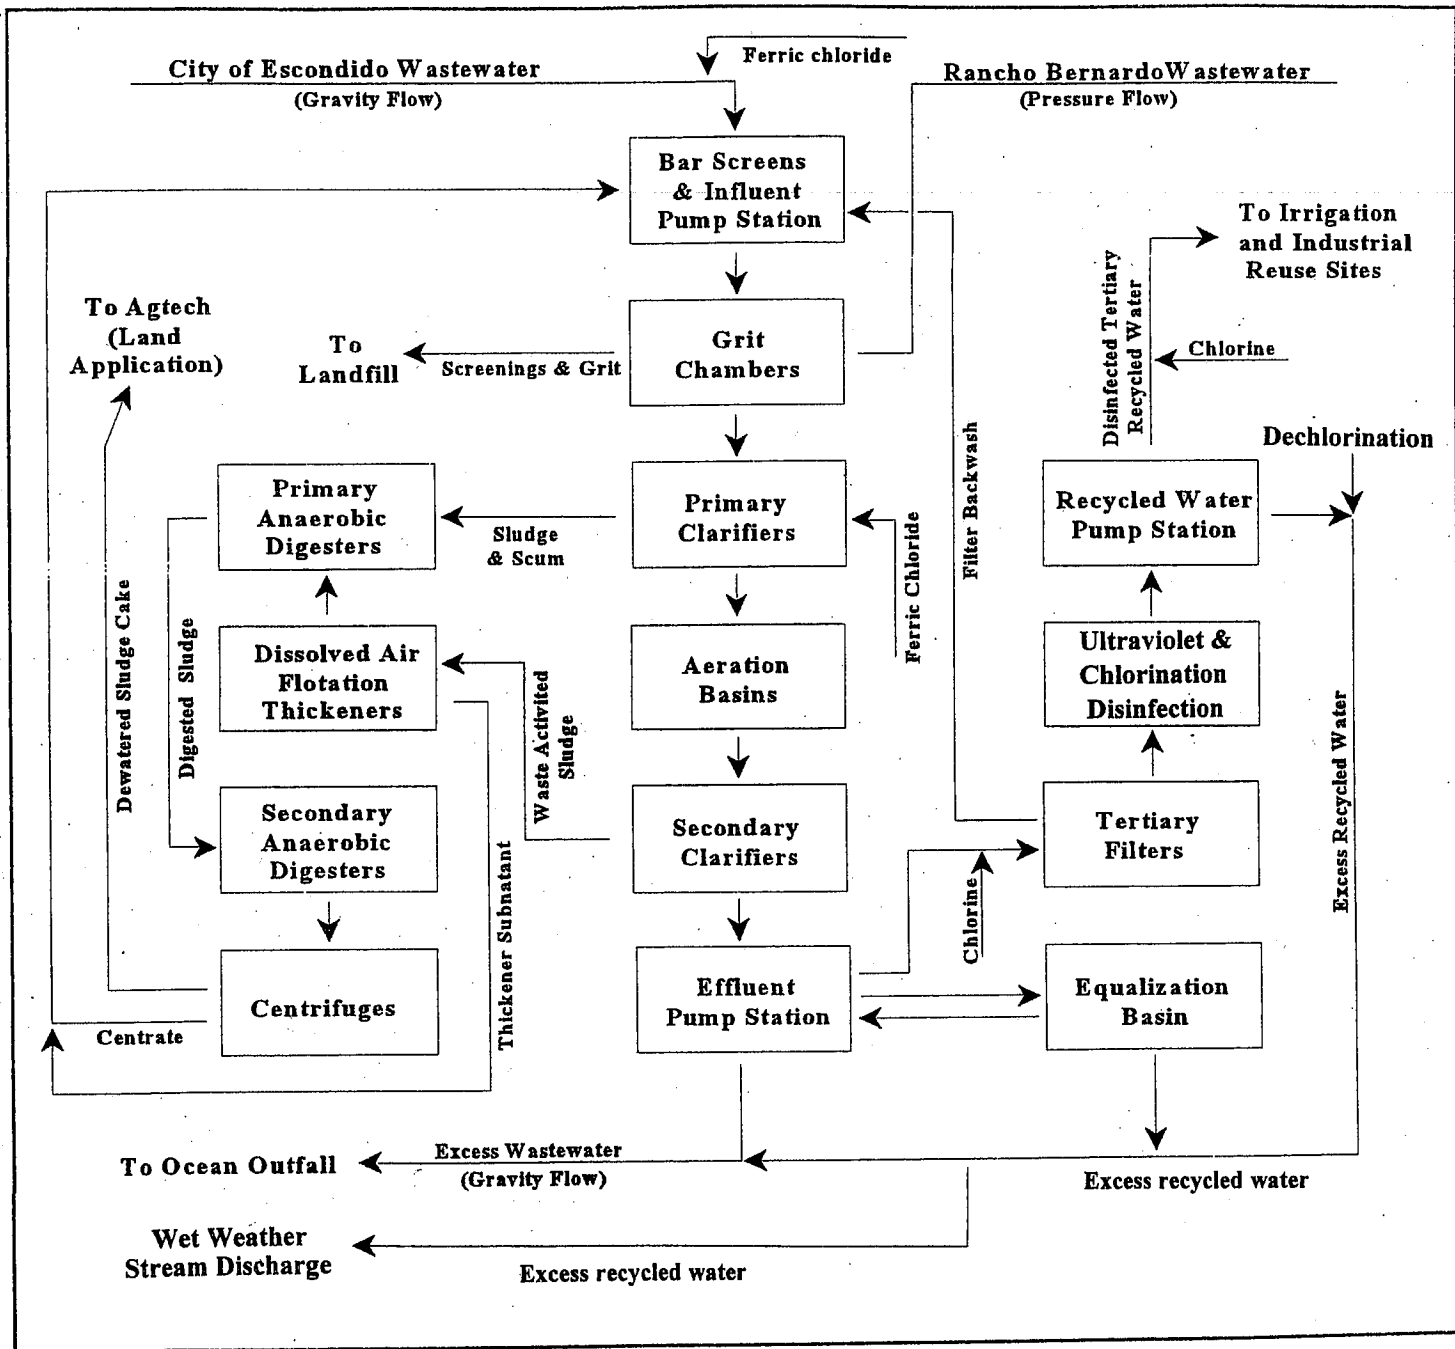 Ferric chloride
City of Escondido Wastewater
(Gravity Flow)
Rancho BernardoWastewater
(Pressure Flow)
Bar Screens
& Influent
Pump Station
To Irrigation
and Industrial
Reuse Sites
To Agtech
(Land
Application)
To
Landfill
Screenings & Grit
Grit
Chambers
Disinfected Tertiary
Recycled Water
Chlorine
Dechlorination
Primary
Anaerobic
Digesters
Sludge
& Scum
Primary
Clarifiers
Ferric Chloride
Filter Backwash
Recycled Water
Pump Station
Dewatered Sludge Cake
Digested Sludge
Dissolved Air
Flotation
Thickeners
Waste Activited
Sludge
Aeration
Basins
Ultraviolet &
Chlorination
Disinfection
Excess Recycled Water
Secondary
Anaerobic
Digesters
Thickener Subnatant
Secondary
Clarifiers
Chlorine
Tertiary
Filters
Centrifuges
Centrate
Effluent
Pump Station
Equalization
Basin
To Ocean Outfall
Excess Wastewater
(Gravity Flow)
Excess recycled water
Wet Weather
Stream Discharge
Excess recycled water